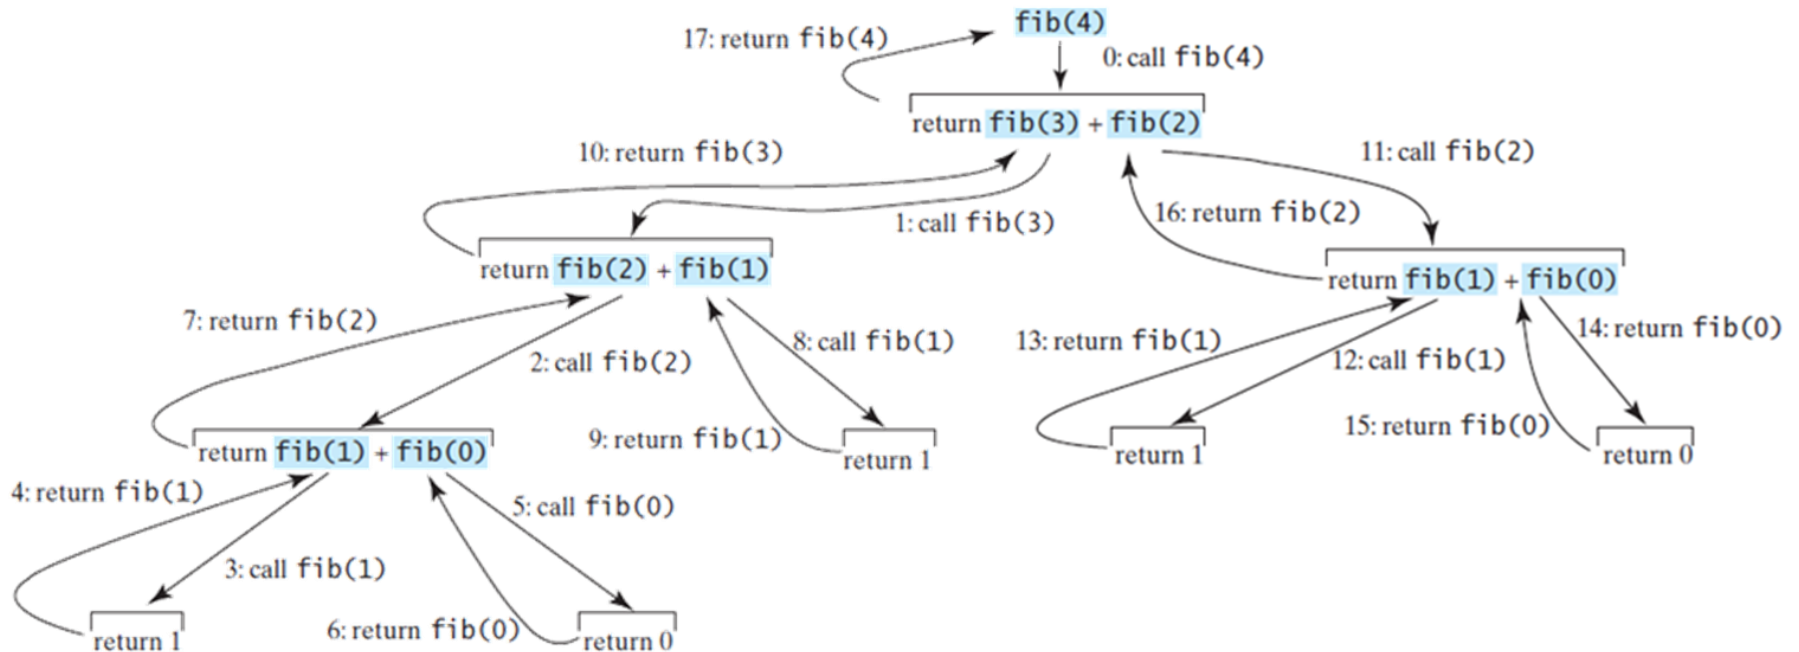 fib(4)
17: return fib(4)
0: call fib(4)
return fib(3) + fib(2)
10: return fib(3)
11: call fib(2)
1: call fib(3)
16: return fib(2)
return fib(2) + fib(1)
return fib(1) + fib(0)
7: return fib(2)
2: call fib(2)
8: call fib(1)
13: return fib(1)
12: call fib(1)
14: return fib(0)
9: return fib(1)
15: return fib(0)
return fib(1) + fib(0)
return 1
return 1
return 0
4: return fib(1)
5: call fib(0)
3: call fib(1)
6: return fib(0)
return 1
return 0